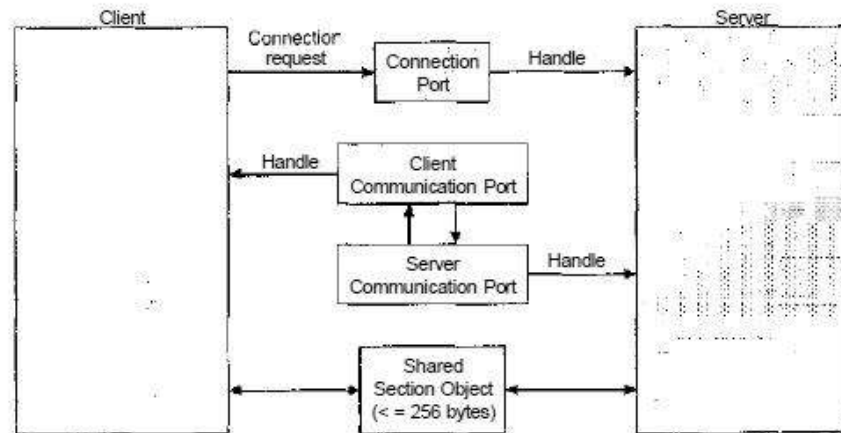 Client
Server
Connection
request
Connection
Port
Handle
Handle
Client
Communication Port
Server
Communication Port
Handle
Shared
Section Object
(< = 256 bytes)